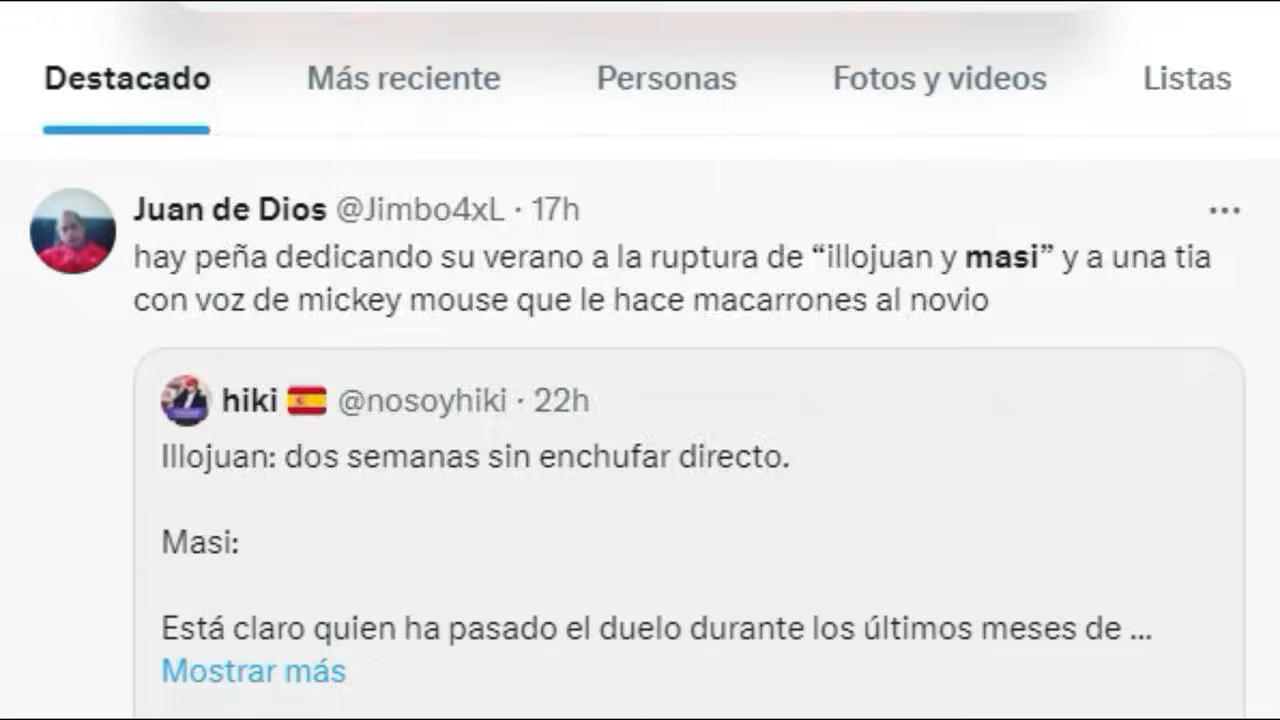 Destacado Más reciente Personas Fotos y videos Listas
Juan de Dios @Jimbo4xL · 17h
hay peña dedicando su verano a la ruptura de “illojuan y masi” y a una tia
con voz de mickey mouse que le hace macarrones al novio
hiki 🇪🇸 @nosoyhiki · 22h
Illojuan: dos semanas sin enchufar directo.
Masi:
Está claro quien ha pasado el duelo durante los últimos meses de ...
Mostrar más